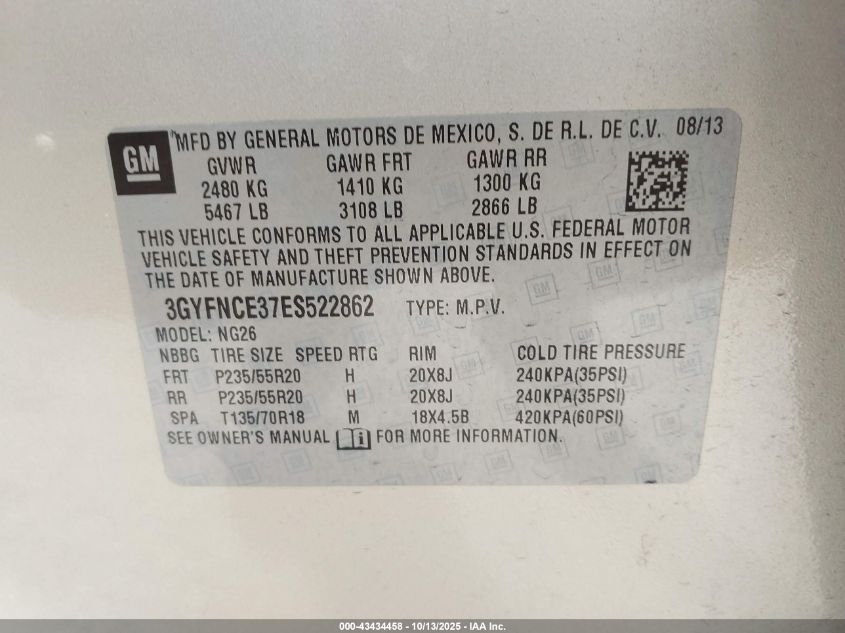 GM
MFD BY GENERAL MOTORS DE MEXICO, S. DE R.L. DE C.V. 08/13
GVWR GAWR FRT GAWR RR
2480 KG 1410 KG 1300 KG
5467 LB 3108 LB 2866 LB
THIS VEHICLE CONFORMS TO ALL APPLICABLE U.S. FEDERAL MOTOR
VEHICLE SAFETY AND THEFT PREVENTION STANDARDS IN EFFECT ON
THE DATE OF MANUFACTURE SHOWN ABOVE.
3GYFNCE37ES522862 TYPE: M.P.V.
MODEL: NG26
NBBG TIRE SIZE SPEED RTG RIM COLD TIRE PRESSURE
FRT P235/55R20 H 20X8J 240KPA(35PSI)
RR P235/55R20 H 20X8J 240KPA(35PSI)
SPA T135/70R18 M 18X4.5B 420KPA(60PSI)
SEE OWNER'S MANUAL FOR MORE INFORMATION.
000-43434458 - 10/13/2025 - IAA Inc.